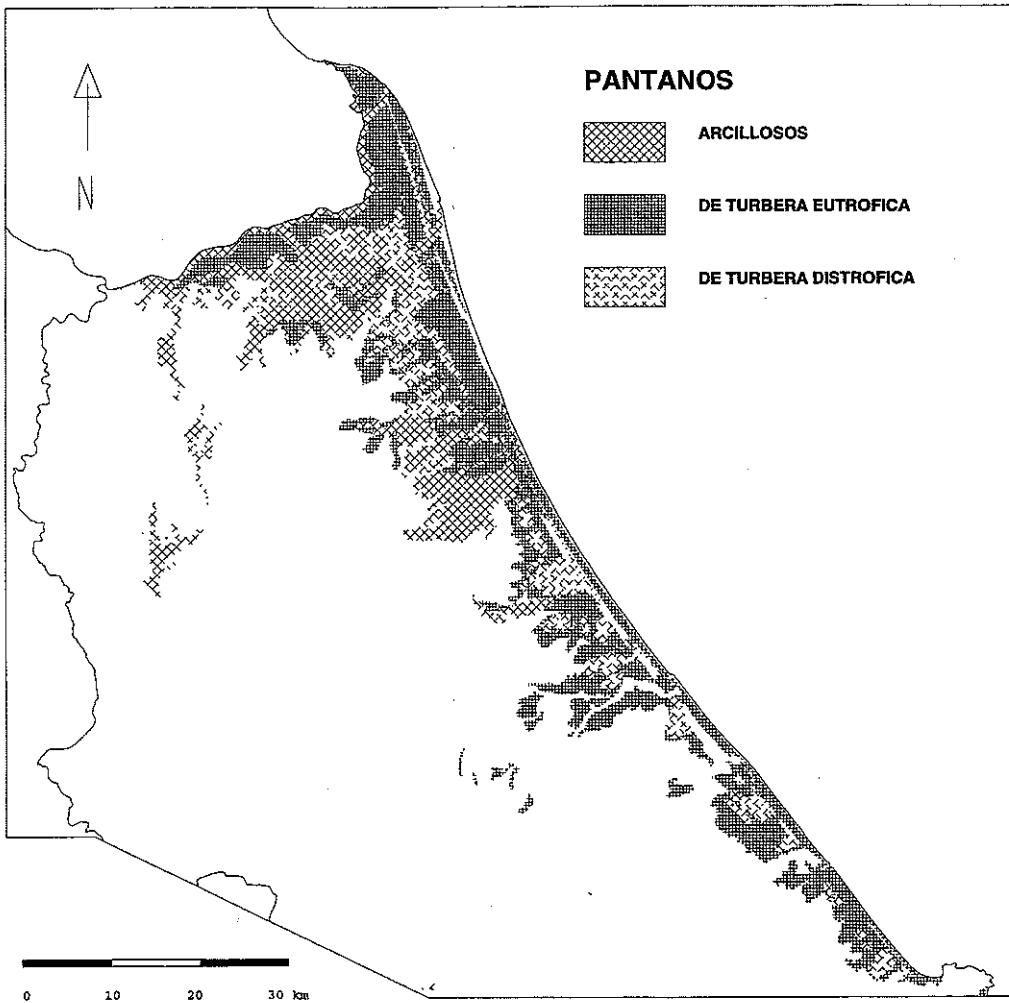 N
PANTANOS
ARCILLOSOS
DE TURBERA EUTROFICA
DE TURBERA DISTROFICA
0 10 20 30 km